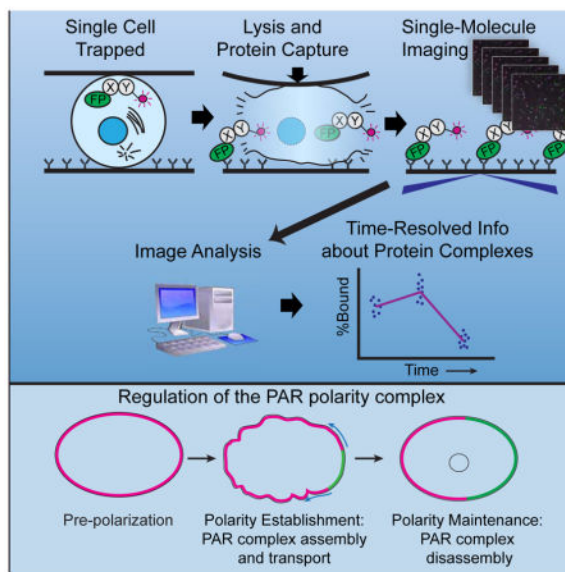 Single Cell
Trapped
Lysis and
Protein Capture
Single-Molecule
Imaging
X Y
FP
X Y
FP
X Y
FP
X Y
FP
X Y
FP
X Y
FP
Image Analysis
Time-Resolved Info
about Protein Complexes
%Bound
Time
Regulation of the PAR polarity complex
Pre-polarization
Polarity Establishment:
PAR complex assembly
and transport
Polarity Maintenance:
PAR complex
disassembly